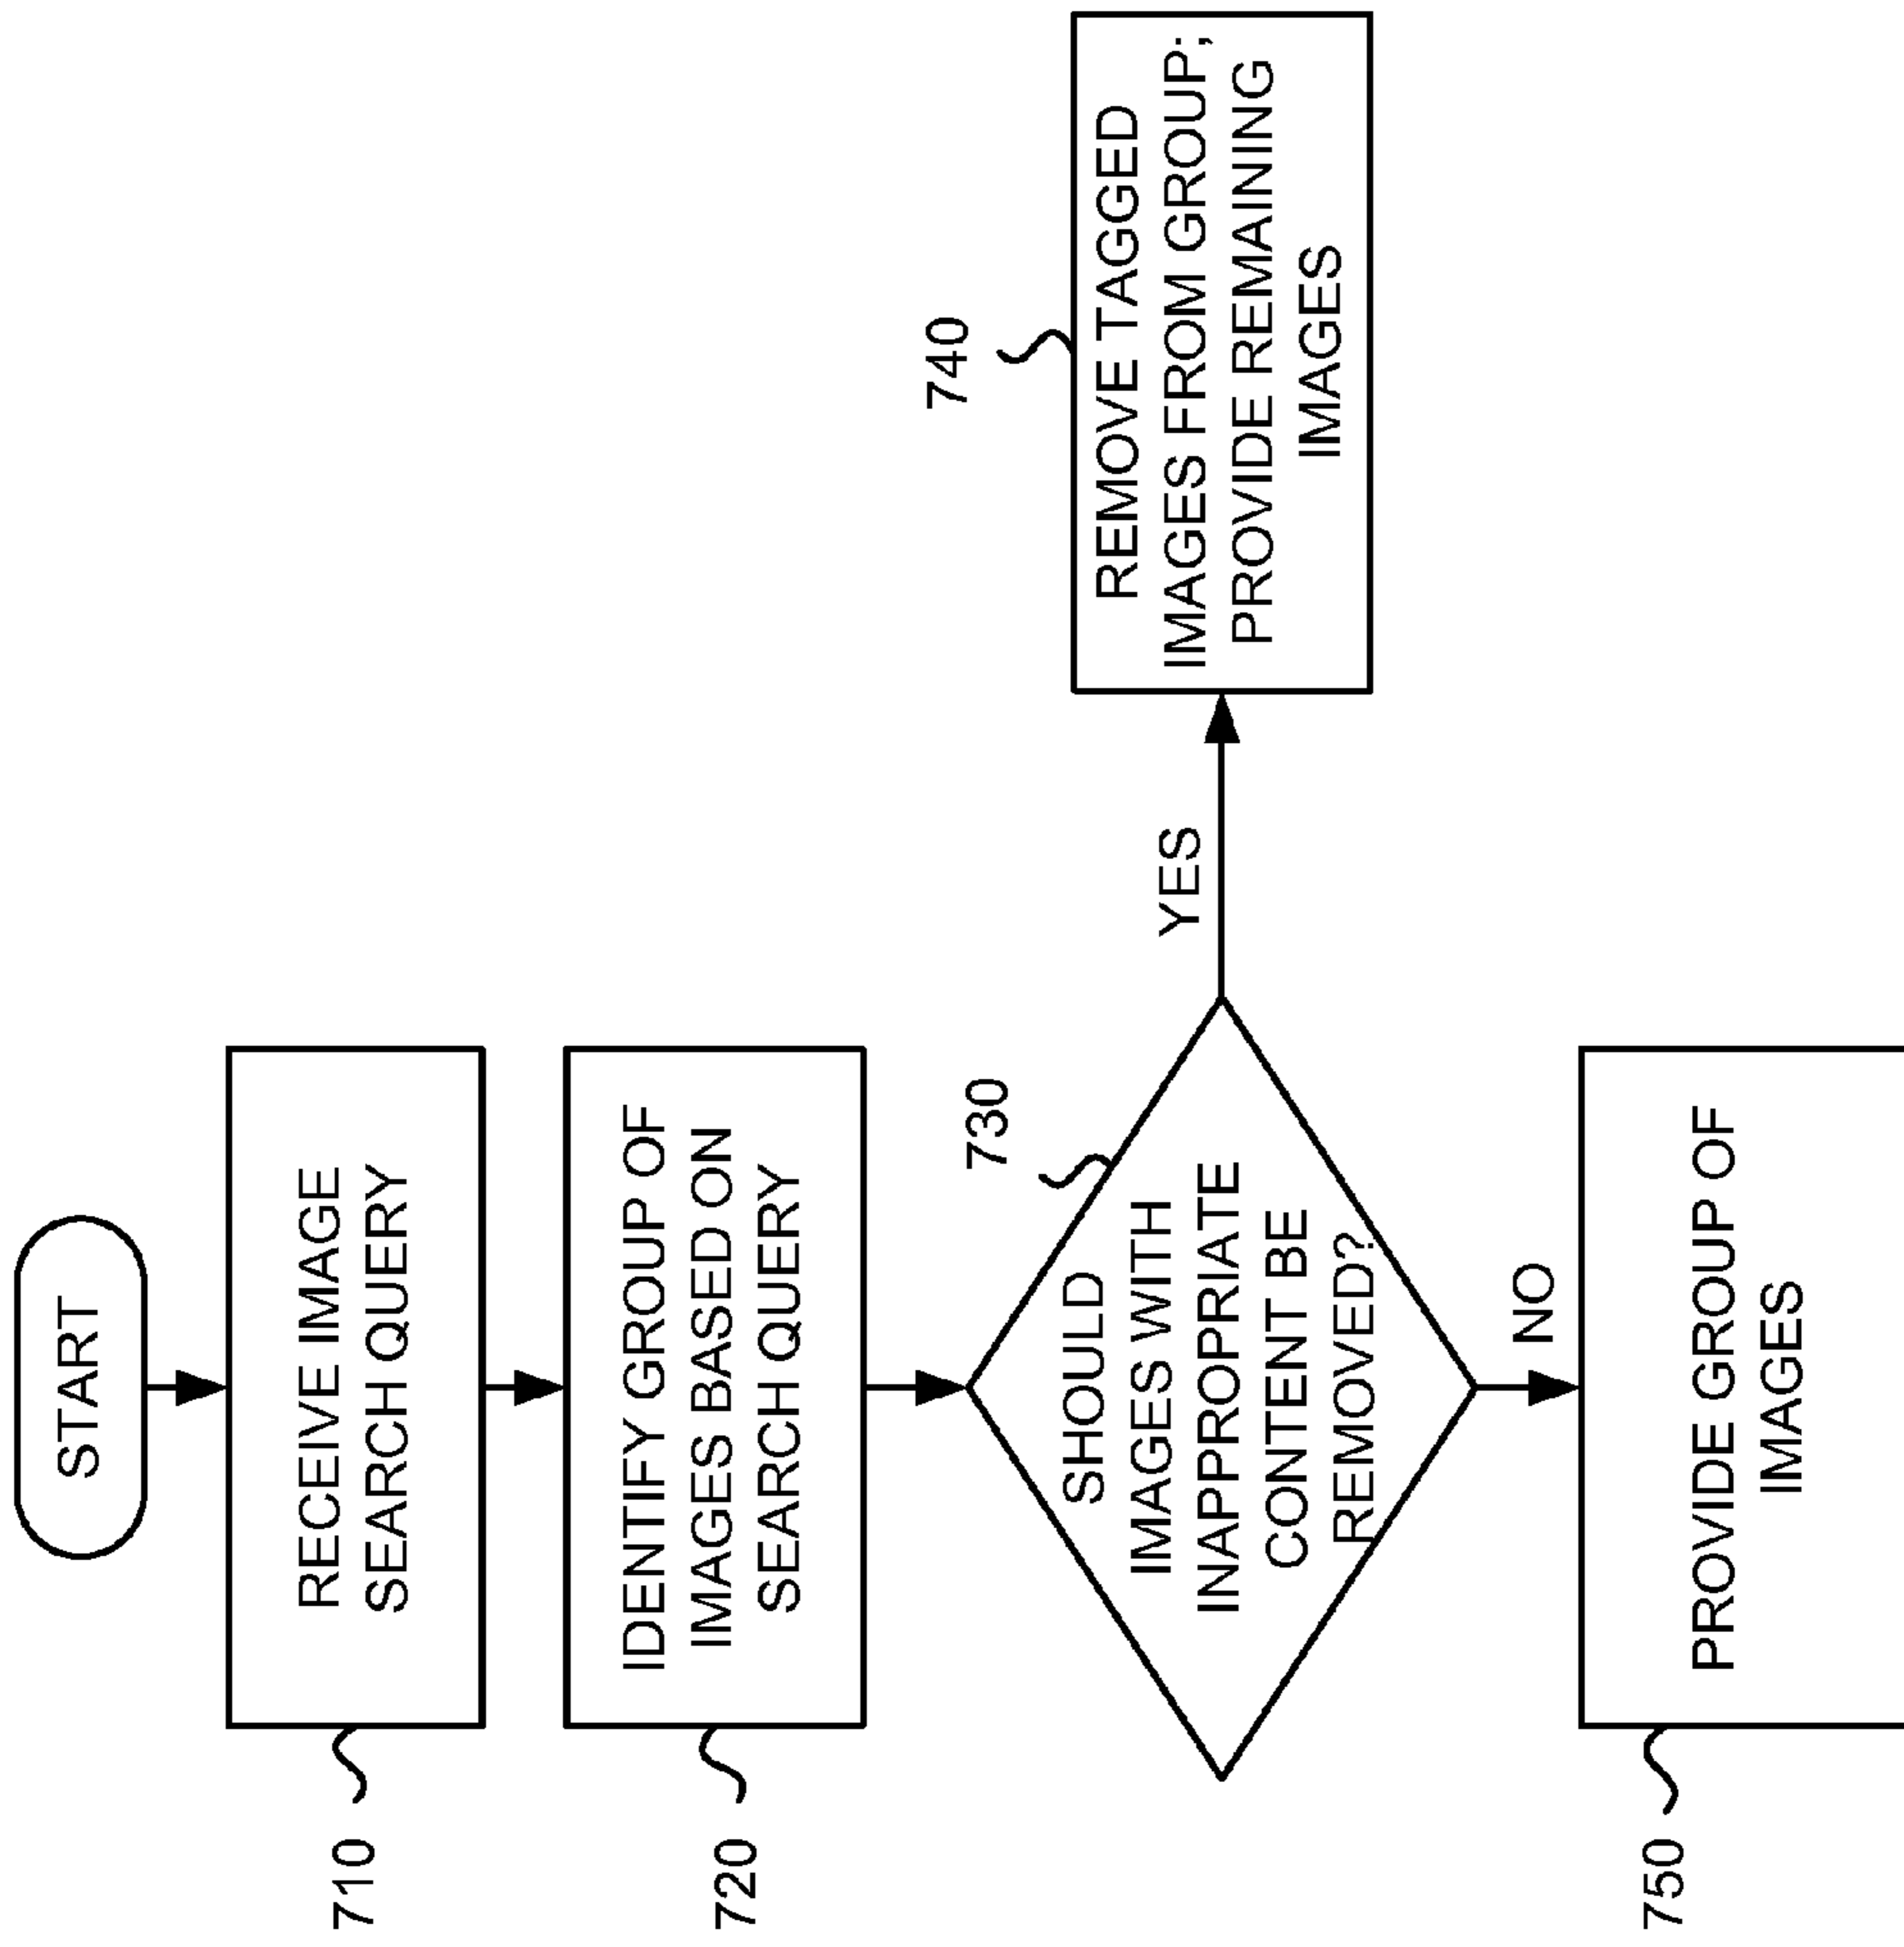 START
710
RECEIVE IMAGE
SEARCH QUERY
720
IDENTIFY GROUP OF
IMAGES BASED ON
SEARCH QUERY
730
SHOULD
IMAGES WITH
INAPPROPRIATE
CONTENT BE
REMOVED?
YES
740
REMOVE TAGGED
IMAGES FROM GROUP;
PROVIDE REMAINING
IMAGES
NO
750
PROVIDE GROUP OF
IMAGES